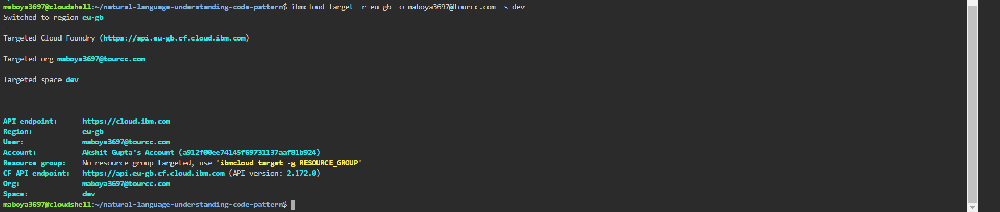 maboya3697@cloudshell:~/natural-language-understanding-code-pattern$ ibmcloud target -r eu-gb -o maboya3697@tourcc.com -s dev
Switched to region eu-gb
Targeted Cloud Foundry (https://api.eu-gb.cf.cloud.ibm.com)
Targeted org maboya3697@tourcc.com
Targeted space dev
API endpoint: https://cloud.ibm.com
Region: eu-gb
User: maboya3697@tourcc.com
Account: Akshit Gupta's Account (a912f00ee74145f69731137aaf81b924)
Resource group: No resource group targeted, use 'ibmcloud target -g RESOURCE_GROUP'
CF API endpoint: https://api.eu-gb.cf.cloud.ibm.com (API version: 2.172.0)
Org: maboya3697@tourcc.com
Space: dev
maboya3697@cloudshell:~/natural-language-understanding-code-pattern$